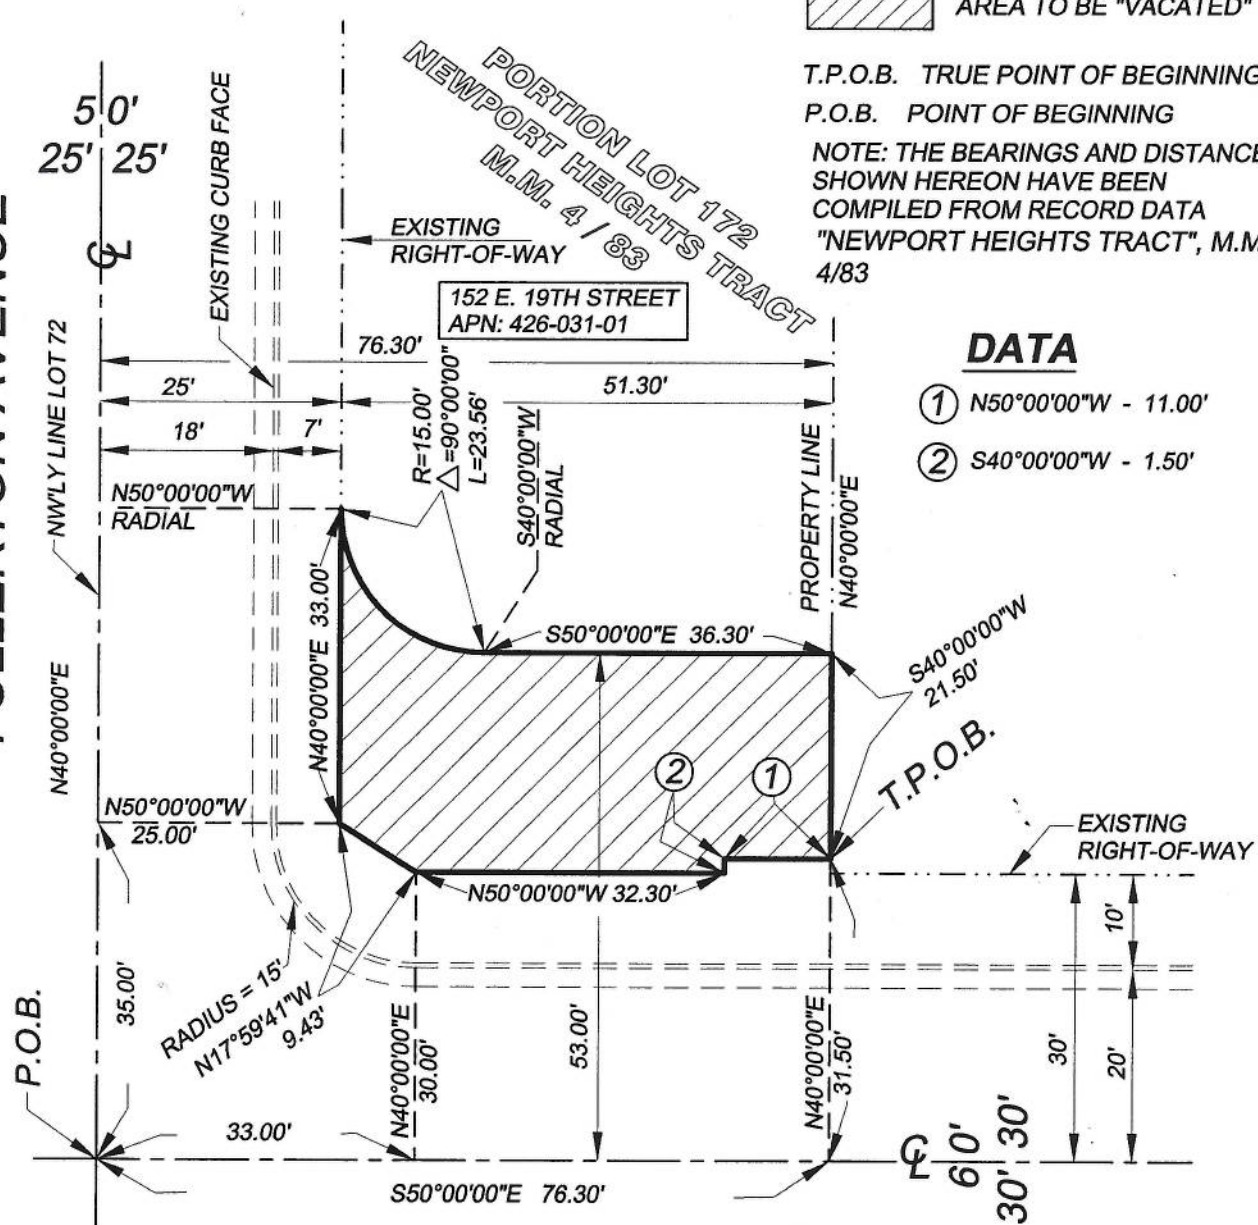 AREA TO BE "VACATED"
T.P.O.B. TRUE POINT OF BEGINNING
P.O.B. POINT OF BEGINNING
NOTE: THE BEARINGS AND DISTANCE
SHOWN HEREON HAVE BEEN
COMPILED FROM RECORD DATA
"NEWPORT HEIGHTS TRACT", M.M.
4/83
PORTION LOT 172
NEWPORT HEIGHTS TRACT
M.M. 4 / 83
50'
25' 25'
℄
EXISTING CURB FACE
EXISTING
RIGHT-OF-WAY
152 E. 19TH STREET
APN: 426-031-01
76.30'
25'
51.30'
18'
7'
DATA
① N50°00'00"W - 11.00'
② S40°00'00"W - 1.50'
NW'LY LINE LOT 72
N50°00'00"W
RADIAL
R=15.00'
△=90°00'00"
L=23.56'
S40°00'00"W
RADIAL
PROPERTY LINE
N40°00'00"E
N40°00'00"E 33.00'
S50°00'00"E 36.30'
S40°00'00"W
21.50'
N40°00'00"E
②
①
T.P.O.B.
N50°00'00"W
25.00'
EXISTING
RIGHT-OF-WAY
N50°00'00"W 32.30'
10'
35.00'
RADIUS = 15'
N17°59'41"W
9.43'
P.O.B.
N40°00'00"E
30.00'
53.00'
N40°00'00"E
31.50'
30'
20'
33.00'
S50°00'00"E 76.30'
℄
60'
30' 30'